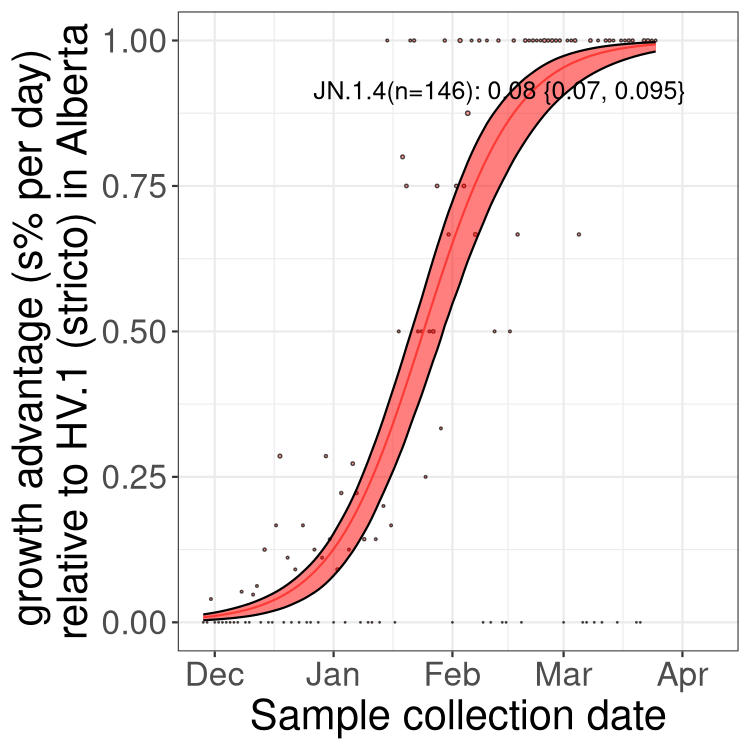 growth advantage (s% per day)
relative to HV.1 (stricto) in Alberta
1.00
JN.1.4(n=146): 0.08 {0.07, 0.095}
0.75
0.50
0.25
0.00
Dec Jan Feb Mar Apr
Sample collection date